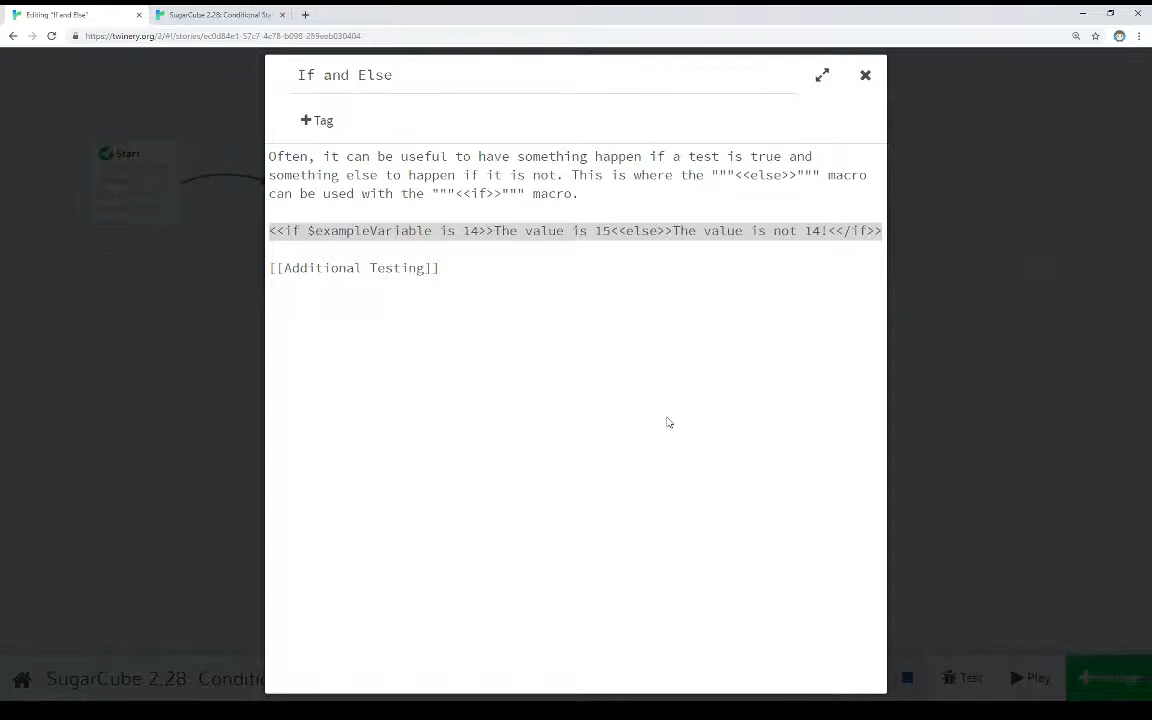 Editing "If and Else"
SugarCube 2.28: Conditional Sta
https://twinery.org/2/#!/stories/ec0d84e1-57c7-4c78-b098-289eeb030404
If and Else
Tag
Start
Often, it can be useful to have something happen if a test is true and
something else to happen if it is not. This is where the """<<else>>""" macro
can be used with the """<<if>>""" macro.
<<if $exampleVariable is 14>>The value is 15<<else>>The value is not 14!<</if>>
[[Additional Testing]]
SugarCube 2.28: Conditio
Test
Play